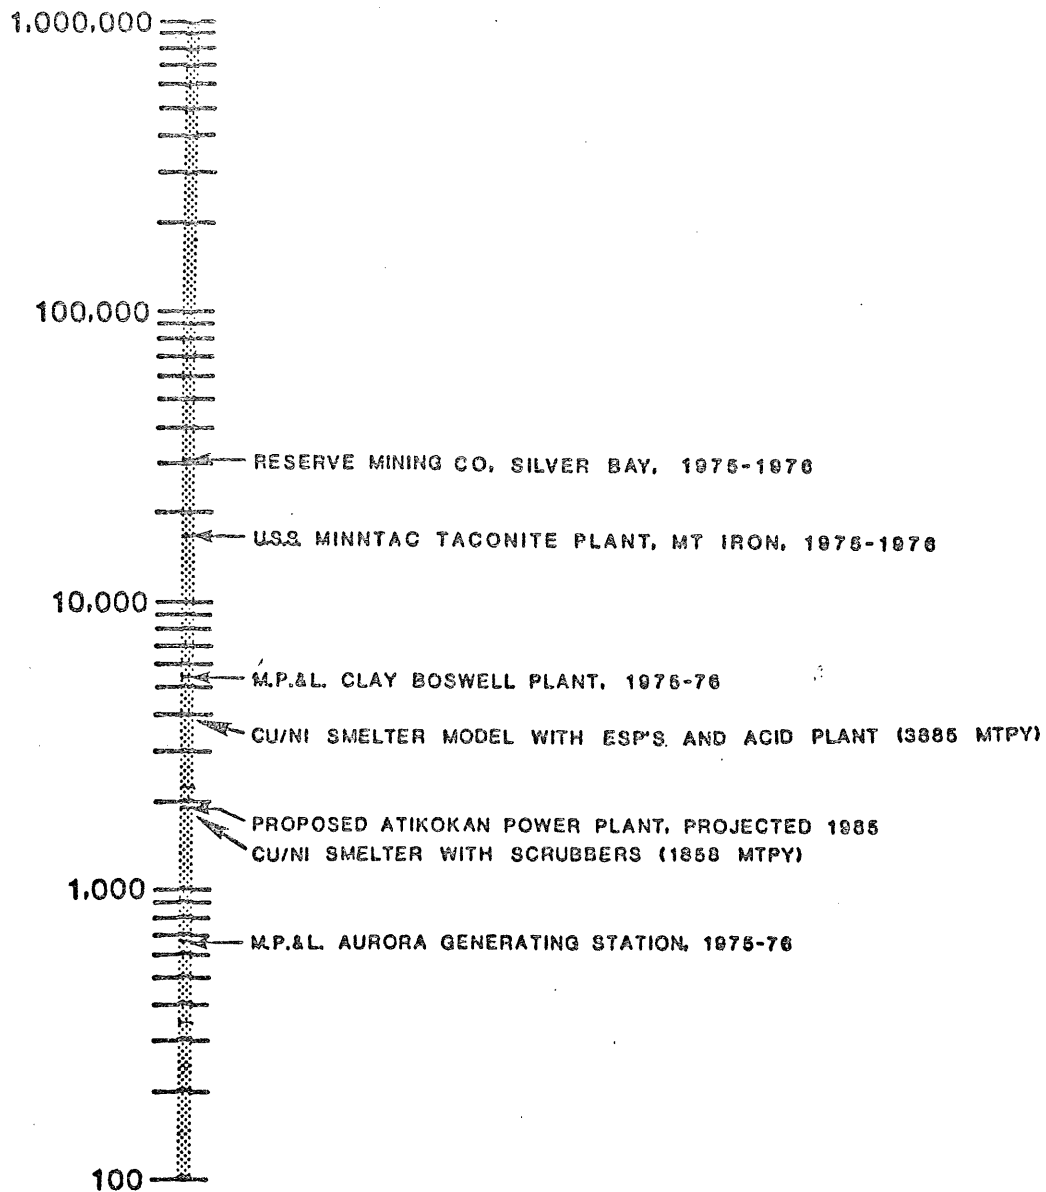 1,000,000
100,000
RESERVE MINING CO, SILVER BAY, 1975-1976
U.S.S. MINNTAC TACONITE PLANT, MT IRON, 1975-1976
10,000
M.P.&L. CLAY BOSWELL PLANT, 1975-76
CU/NI SMELTER MODEL WITH ESP'S AND ACID PLANT (3885 MTPY)
PROPOSED ATIKOKAN POWER PLANT, PROJECTED 1985
CU/NI SMELTER WITH SCRUBBERS (1858 MTPY)
1,000
M.P.&L. AURORA GENERATING STATION, 1975-76
100